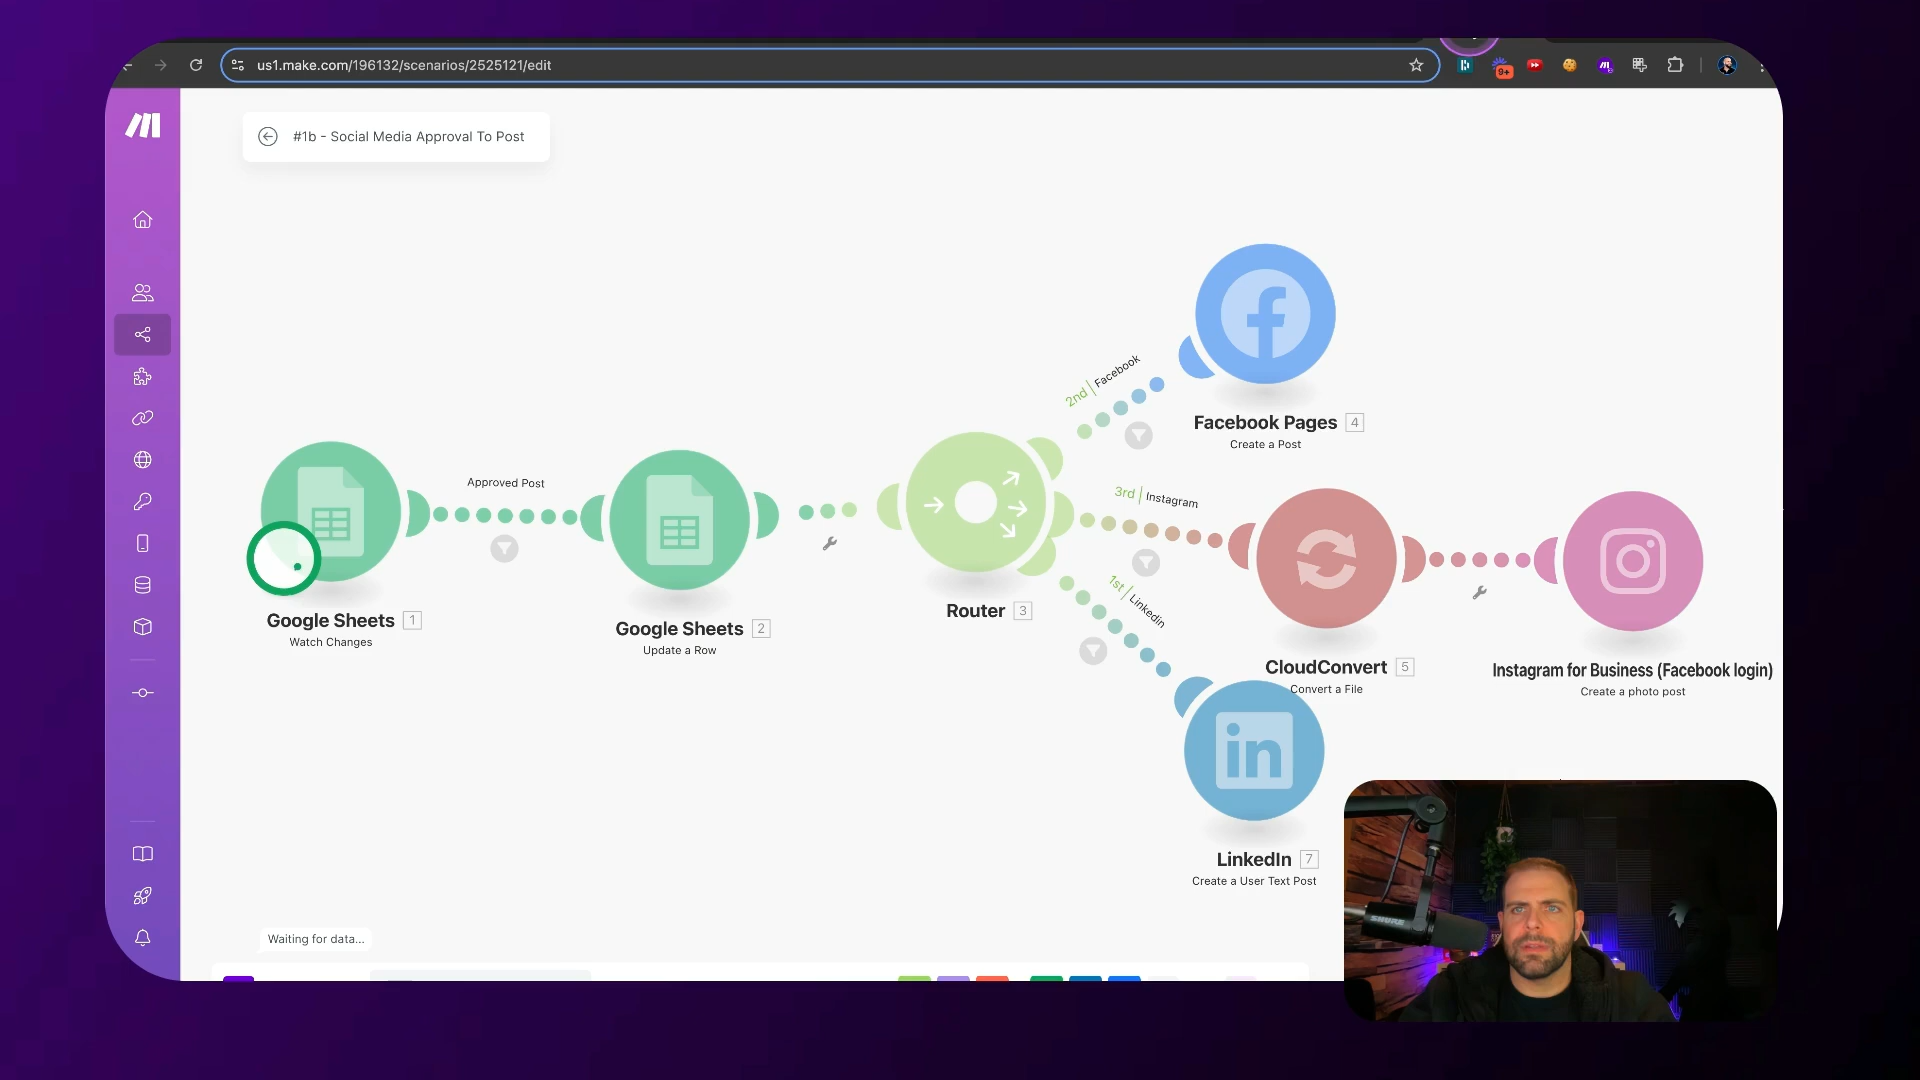 us1.make.com/196132/scenarios/2525121/edit
9+
#1b - Social Media Approval To Post
2nd | Facebook
Facebook Pages 4
Create a Post
Approved Post
3rd | Instagram
1st | Linkedin
Google Sheets 1
Watch Changes
Google Sheets 2
Update a Row
Router 3
CloudConvert 5
Convert a File
Instagram for Business (Facebook login)
Create a photo post
in
LinkedIn 7
Create a User Text Post
SHURE
Waiting for data...